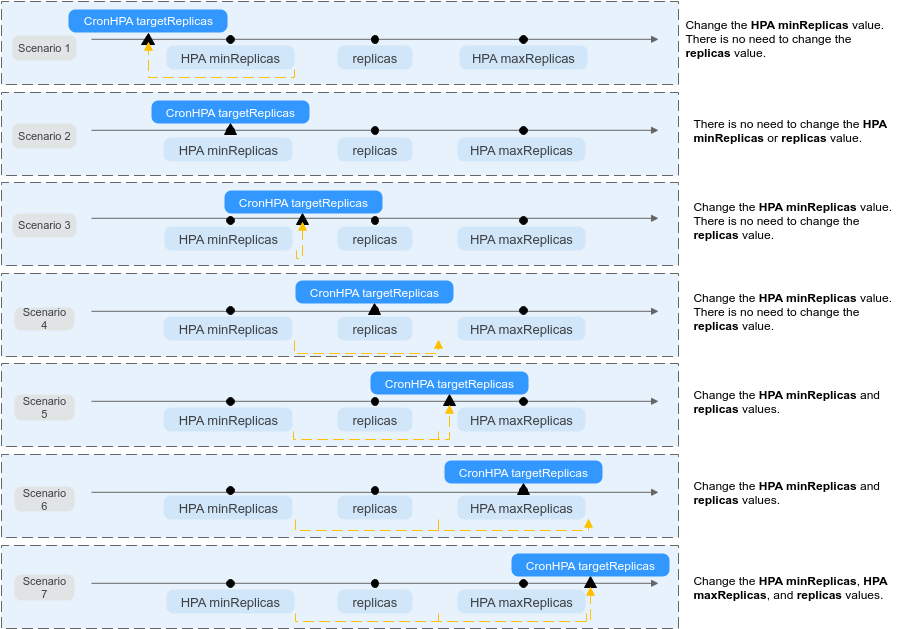 CronHPA targetReplicas
Scenario 1
HPA minReplicas
replicas
HPA maxReplicas
Change the HPA minReplicas value.
There is no need to change the
replicas value.
CronHPA targetReplicas
Scenario 2
HPA minReplicas
replicas
HPA maxReplicas
There is no need to change the HPA
minReplicas or replicas value.
CronHPA targetReplicas
Scenario 3
HPA minReplicas
replicas
HPA maxReplicas
Change the HPA minReplicas value.
There is no need to change the
replicas value.
CronHPA targetReplicas
Scenario
4
HPA minReplicas
replicas
HPA maxReplicas
Change the HPA minReplicas value.
There is no need to change the
replicas value.
CronHPA targetReplicas
Scenario
5
HPA minReplicas
replicas
HPA maxReplicas
Change the HPA minReplicas and
replicas values.
CronHPA targetReplicas
Scenario
6
HPA minReplicas
replicas
HPA maxReplicas
Change the HPA minReplicas and
replicas values.
CronHPA targetReplicas
Scenario
7
HPA minReplicas
replicas
HPA maxReplicas
Change the HPA minReplicas, HPA
maxReplicas, and replicas values.